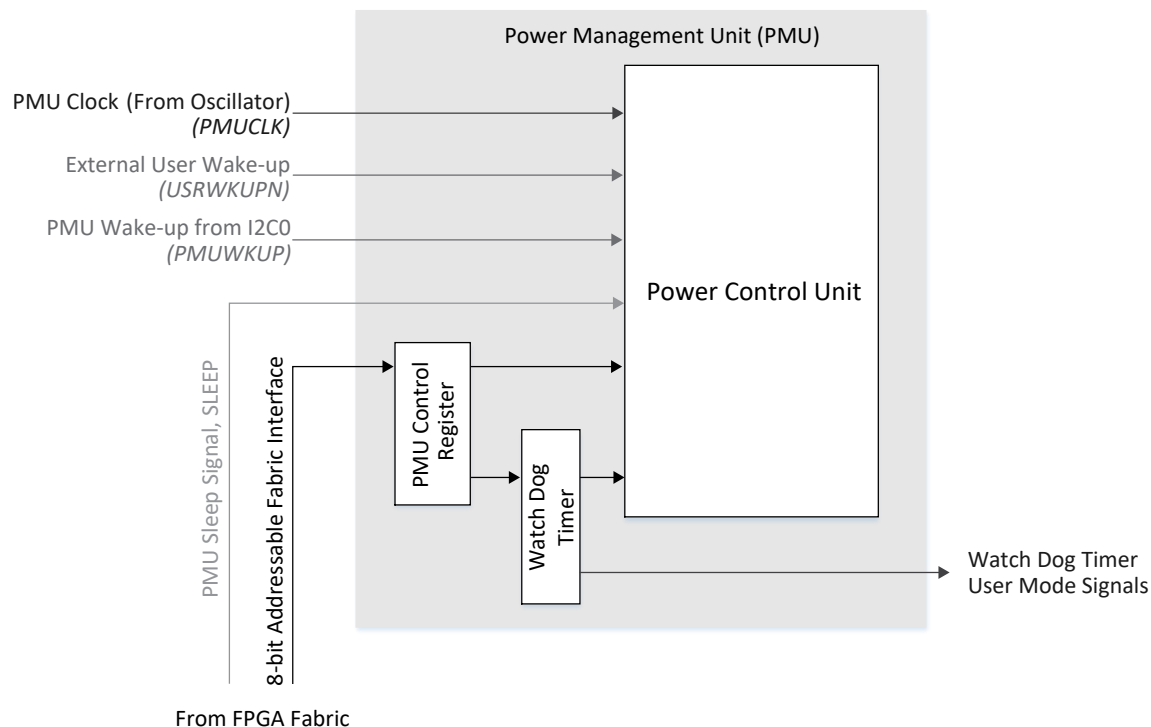 Power Management Unit (PMU)
PMU Clock (From Oscillator)
(PMUCLK)
External User Wake-up
(USRWKUPN)
PMU Wake-up from I2C0
(PMUWKUP)
Power Control Unit
PMU Sleep Signal, SLEEP
8-bit Addressable Fabric Interface
PMU Control
Register
Watch Dog
Timer
Watch Dog Timer
User Mode Signals
From FPGA Fabric